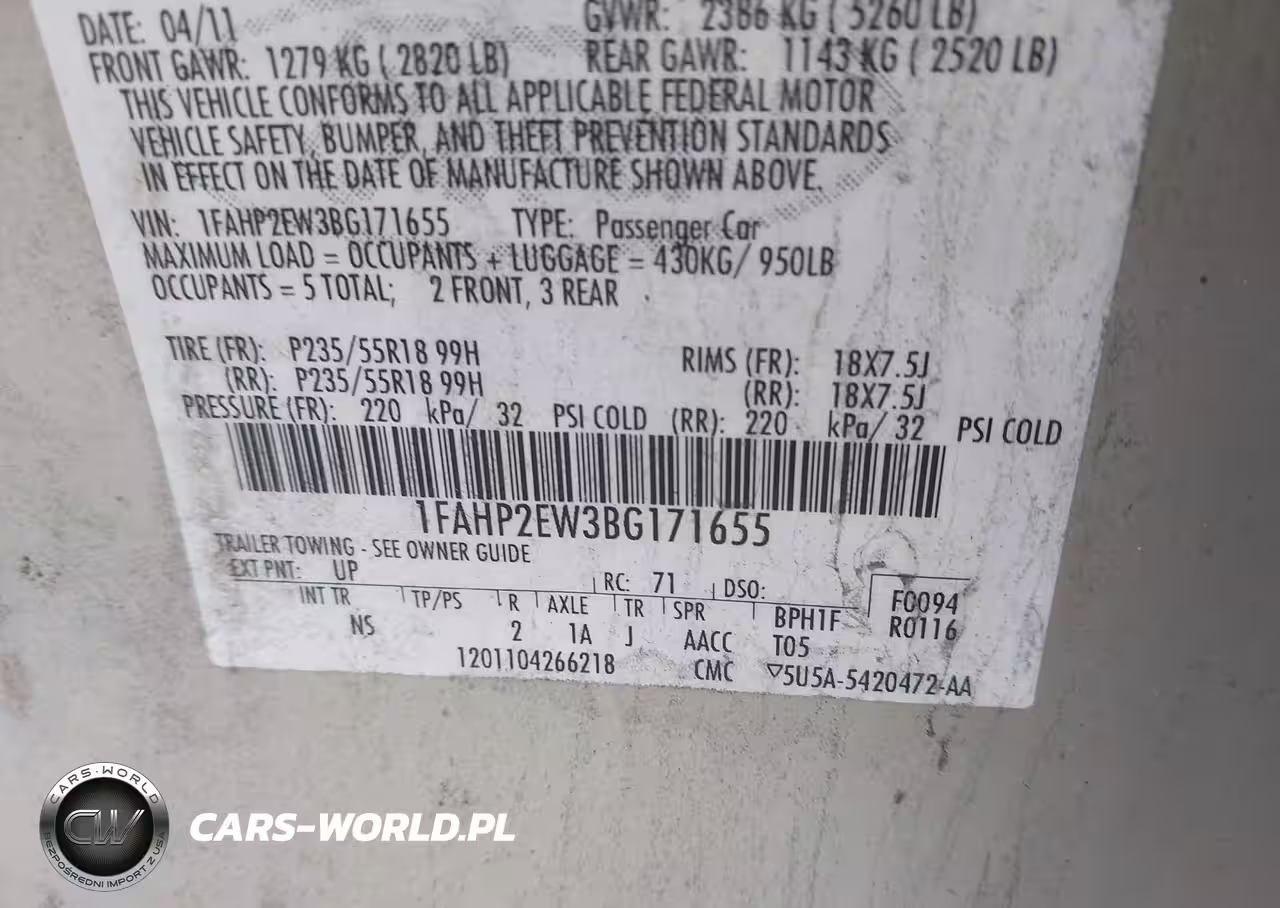 DATE: 04/11 GVWR: 2386 KG ( 5260 LB)
FRONT GAWR: 1279 KG ( 2820 LB) REAR GAWR: 1143 KG ( 2520 LB)
THIS VEHICLE CONFORMS TO ALL APPLICABLE FEDERAL MOTOR
VEHICLE SAFETY, BUMPER, AND THEFT PREVENTION STANDARDS
IN EFFECT ON THE DATE OF MANUFACTURE SHOWN ABOVE.
VIN: 1FAHP2EW3BG171655 TYPE: Passenger Car
MAXIMUM LOAD = OCCUPANTS + LUGGAGE = 430KG/ 950LB
OCCUPANTS = 5 TOTAL; 2 FRONT, 3 REAR
TIRE (FR): P235/55R18 99H RIMS (FR): 18X7.5J
(RR): P235/55R18 99H (RR): 18X7.5J
PRESSURE (FR): 220 kPa/ 32 PSI COLD (RR): 220 kPa/ 32 PSI COLD
1FAHP2EW3BG171655
TRAILER TOWING - SEE OWNER GUIDE
EXT PNT: UP RC: 71 DSO:
INT TR TP/PS R AXLE TR SPR BPH1F F0094
NS 2 1A J AACC T05 R0116
1201104266218 CMC ▽5U5A-5420472-AA
CARS-WORLD
CW
BEZPOŚREDNI IMPORT Z USA
CARS-WORLD.PL